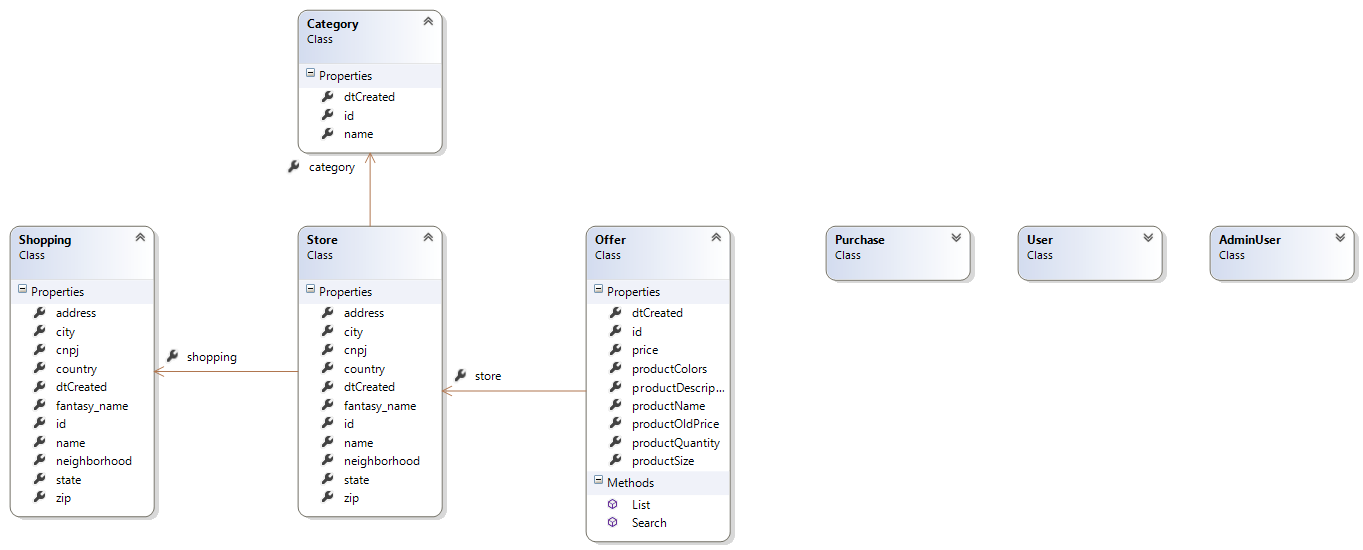 Category
Class
Properties
dtCreated
id
name
category
Shopping
Class
Properties
address
city
cnpj
country
dtCreated
fantasy_name
id
name
neighborhood
state
zip
shopping
Store
Class
Properties
address
city
cnpj
country
dtCreated
fantasy_name
id
name
neighborhood
state
zip
store
Offer
Class
Properties
dtCreated
id
price
productColors
productDescrip...
productName
productOldPrice
productQuantity
productSize
Methods
List
Search
Purchase
Class
User
Class
AdminUser
Class